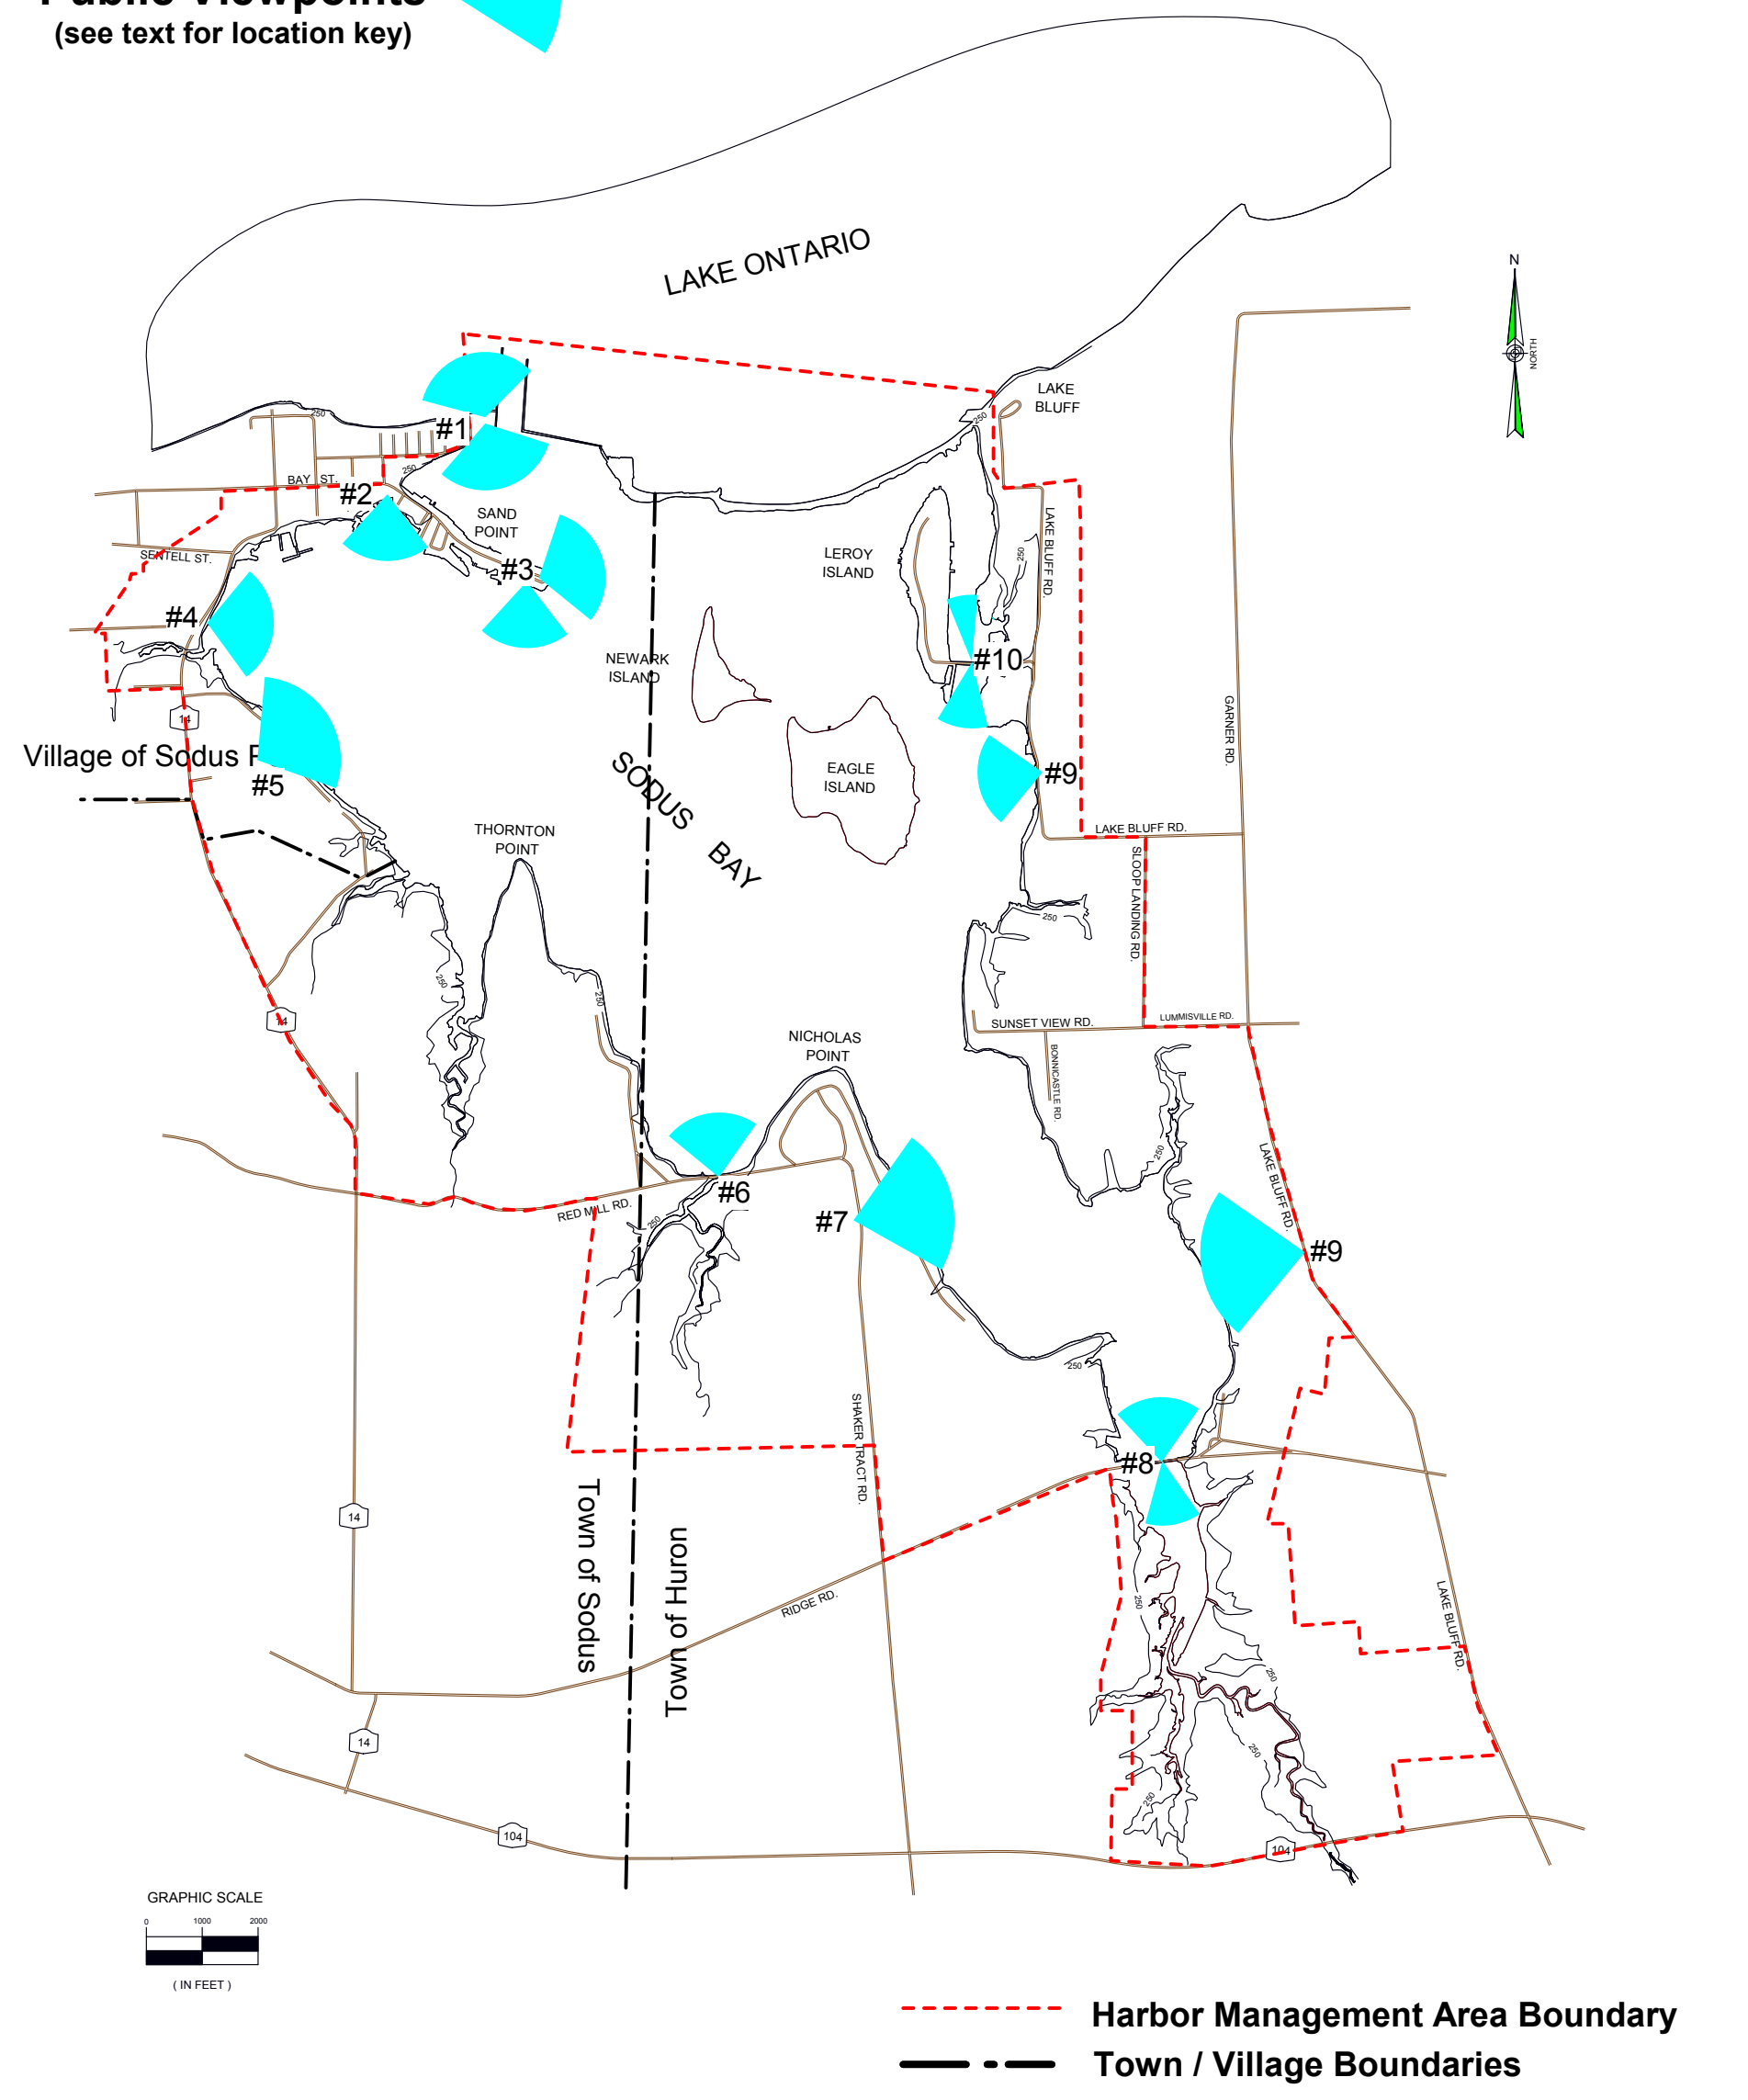 Public Viewpoints
(see text for location key)
LAKE ONTARIO
N
NORTH
LAKE
BLUFF
250
250
#1
250
BAY ST.
#2
SAND
POINT
LEROY
ISLAND
LAKE BLUFF RD.
250
SENTELL ST.
#3
#4
NEWARK
ISLAND
#10
14
GARNER RD.
Village of Sodus P
#5
SODUS BAY
EAGLE
ISLAND
#9
THORNTON
POINT
LAKE BLUFF RD.
SLOOP LANDING RD.
250
250
250
14
NICHOLAS
POINT
SUNSET VIEW RD.
LUMMISVILLE RD.
BONNICASTLE RD.
250
LAKE BLUFF RD.
#6
RED MILL RD.
250
#7
#9
250
SHAKER TRACT RD.
#8
14
Town of Sodus
Town of Huron
RIDGE RD.
250
LAKE BLUFF RD.
250
14
250
250
104
104
GRAPHIC SCALE
0 1000 2000
( IN FEET )
Harbor Management Area Boundary
Town / Village Boundaries